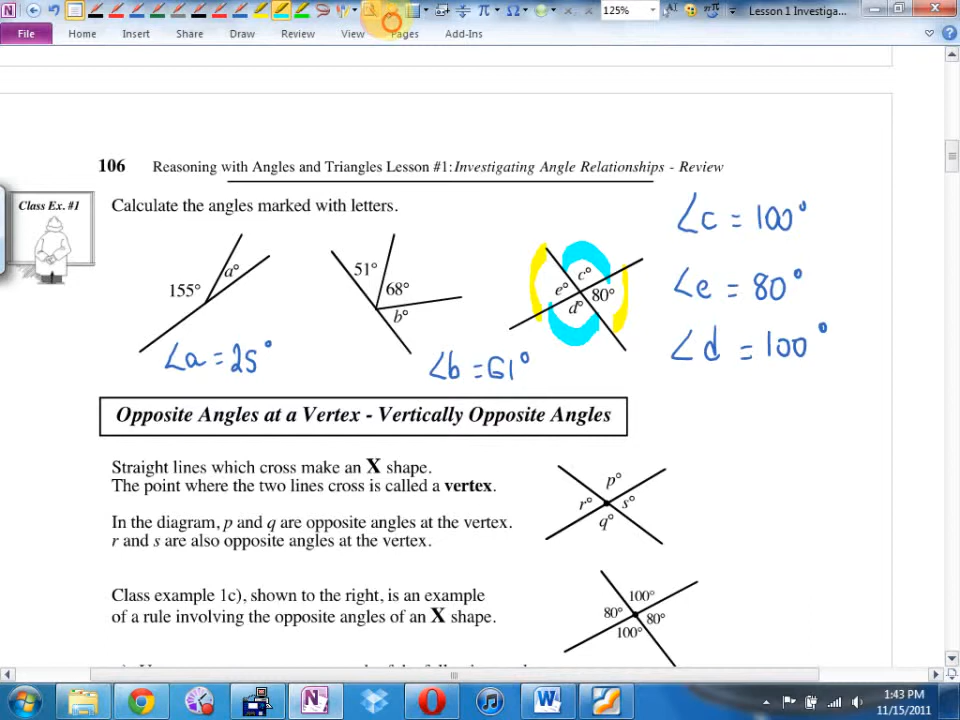 125%
Lesson 1 Investiga...
File Home Insert Share Draw Review View Pages Add-Ins
106 Reasoning with Angles and Triangles Lesson #1: Investigating Angle Relationships - Review
Class Ex. #1
Calculate the angles marked with letters.
155° a°
51° 68° b°
c° e° 80° d°
∠a = 25°
∠b = 61°
∠c = 100°
∠e = 80°
∠d = 100°
Opposite Angles at a Vertex - Vertically Opposite Angles
Straight lines which cross make an X shape.
The point where the two lines cross is called a vertex.
In the diagram, p and q are opposite angles at the vertex.
r and s are also opposite angles at the vertex.
p°
r° s°
q°
Class example 1c), shown to the right, is an example
of a rule involving the opposite angles of an X shape.
100°
80° 80°
100°
1:43 PM
11/15/2011